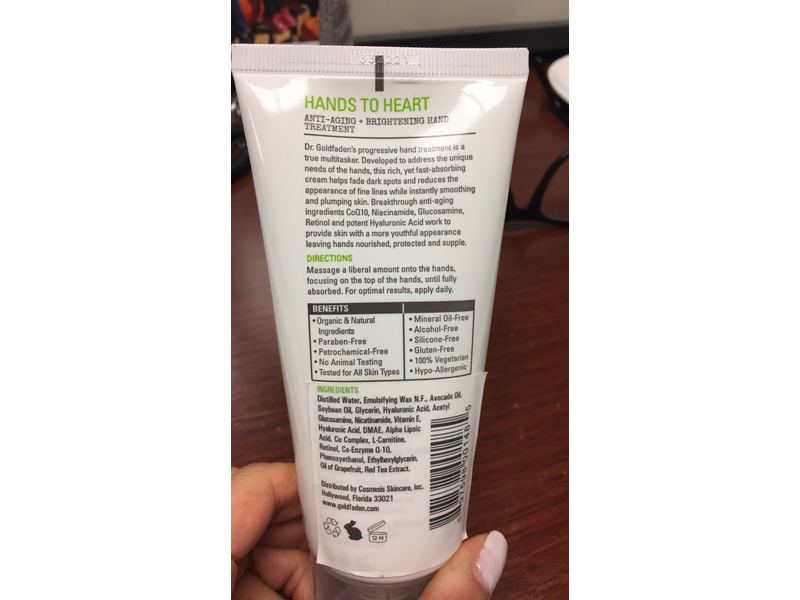 HANDS TO HEART
ANTI-AGING + BRIGHTENING HAND
TREATMENT
Dr. Goldfaden's progressive hand treatment is a
true multitasker. Developed to address the unique
needs of the hands, this rich, yet fast-absorbing
cream helps fade dark spots and reduces the
appearance of fine lines while instantly smoothing
and plumping skin. Breakthrough anti-aging
ingredients CoQ10, Niacinamide, Glucosamine,
Retinol and potent Hyaluronic Acid work to
provide skin with a more youthful appearance
leaving hands nourished, protected and supple.
DIRECTIONS
Massage a liberal amount onto the hands,
focusing on the top of the hands, until fully
absorbed. For optimal results, apply daily.
BENEFITS
• Organic & Natural
Ingredients
• Paraben-Free
• Petrochemical-Free
• No Animal Testing
• Tested for All Skin Types
• Mineral Oil-Free
• Alcohol-Free
• Silicone-Free
• Gluten-Free
• 100% Vegetarian
• Hypo-Allergenic
INGREDIENTS
Distilled Water, Emulsifying Wax N.F., Avocado Oil,
Soybean Oil, Glycerin, Hyaluronic Acid, Acetyl
Glucosamine, Nicatinamide, Vitamin E,
Hyaluronic Acid, DMAE, Alpha Lipoic
Acid, Cu Complex, L-Carnitine,
Retinol, Co-Enzyme Q-10,
Phenoxyethanol, Ethylhexylglycerin,
Oil of Grapefruit, Red Tea Extract.
Distributed by Cosmesis Skincare, Inc.
Hollywood, Florida 33021
www.goldfaden.com
12 M